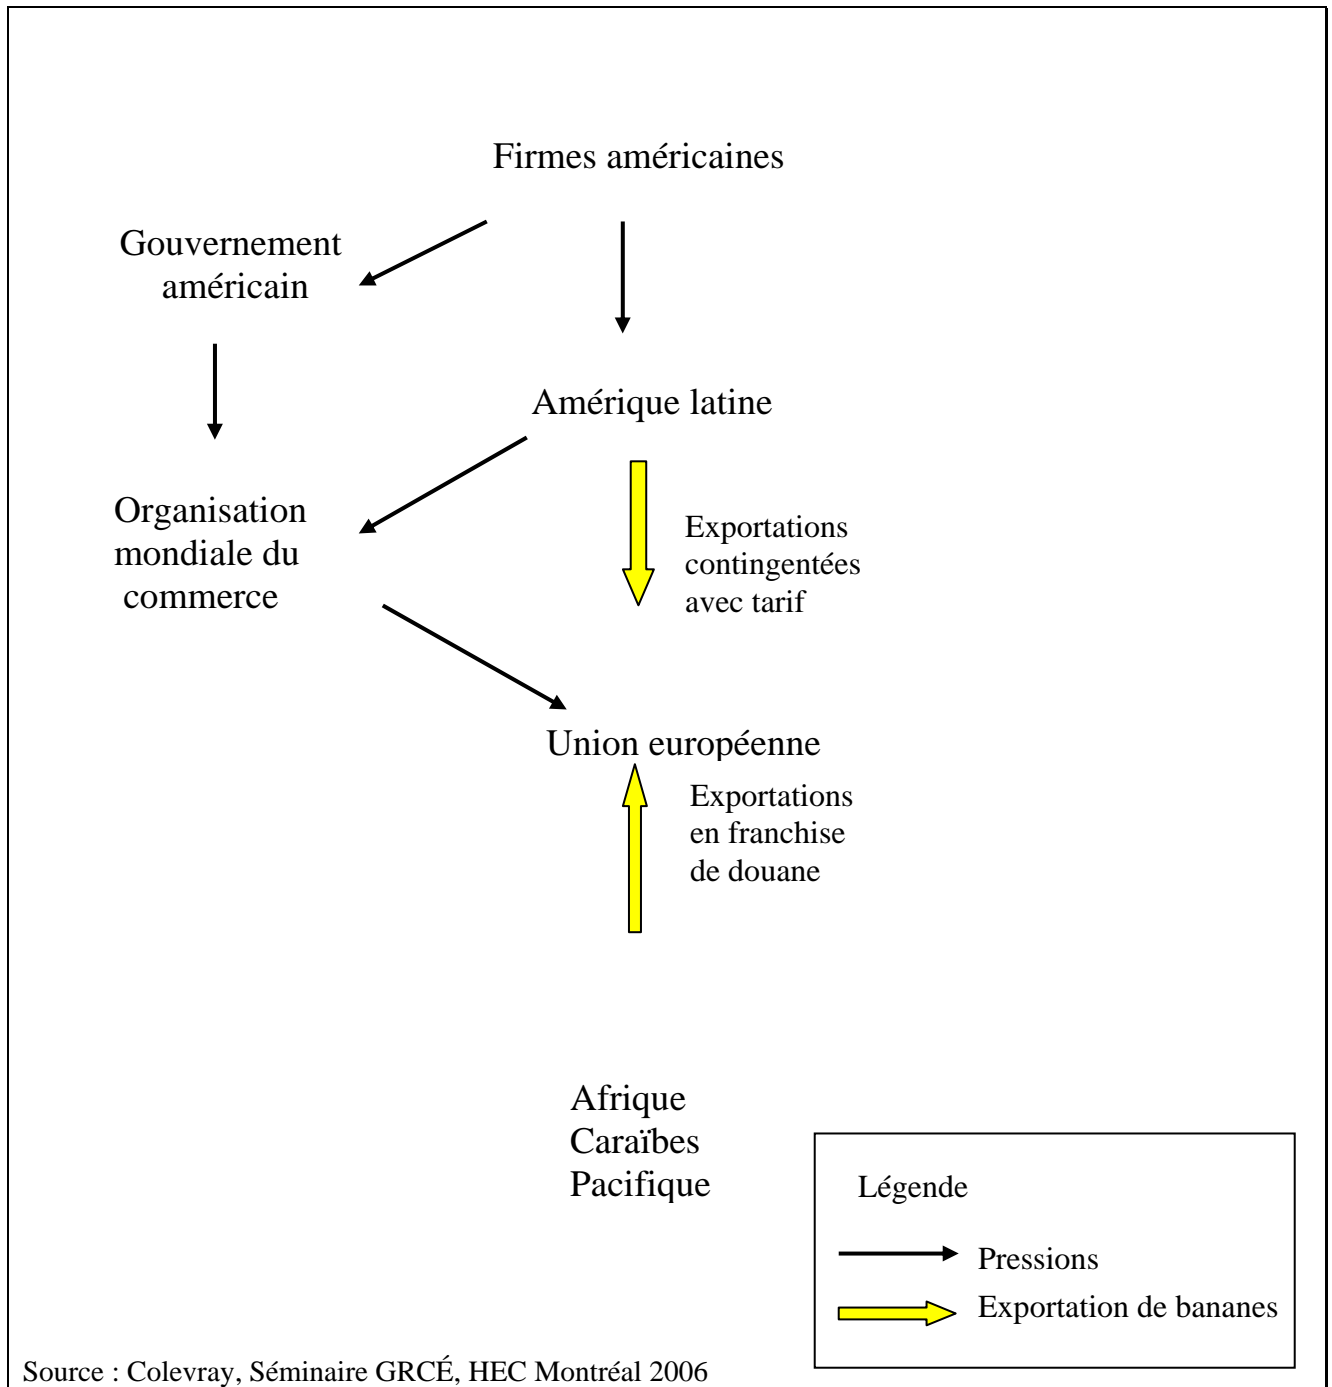 Firmes américaines
Gouvernement
américain
Amérique latine
Organisation
mondiale du
commerce
Exportations
contingentées
avec tarif
Union européenne
Exportations
en franchise
de douane
Afrique
Caraïbes
Pacifique
Légende
Pressions
Exportation de bananes
Source : Colevray, Séminaire GRCÉ, HEC Montréal 2006